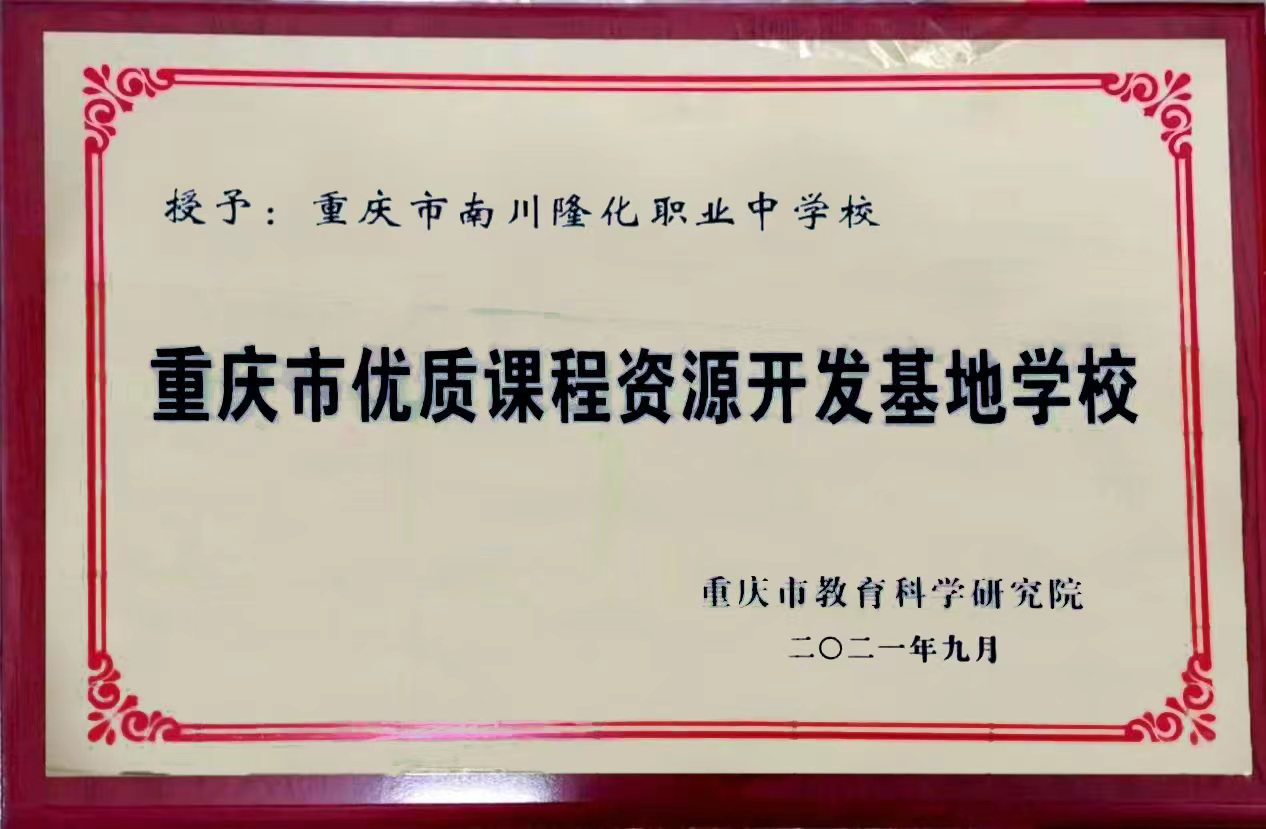 授予：重庆市南川隆化职业中学校
重庆市优质课程资源开发基地学校
重庆市教育科学研究院
二〇二一年九月